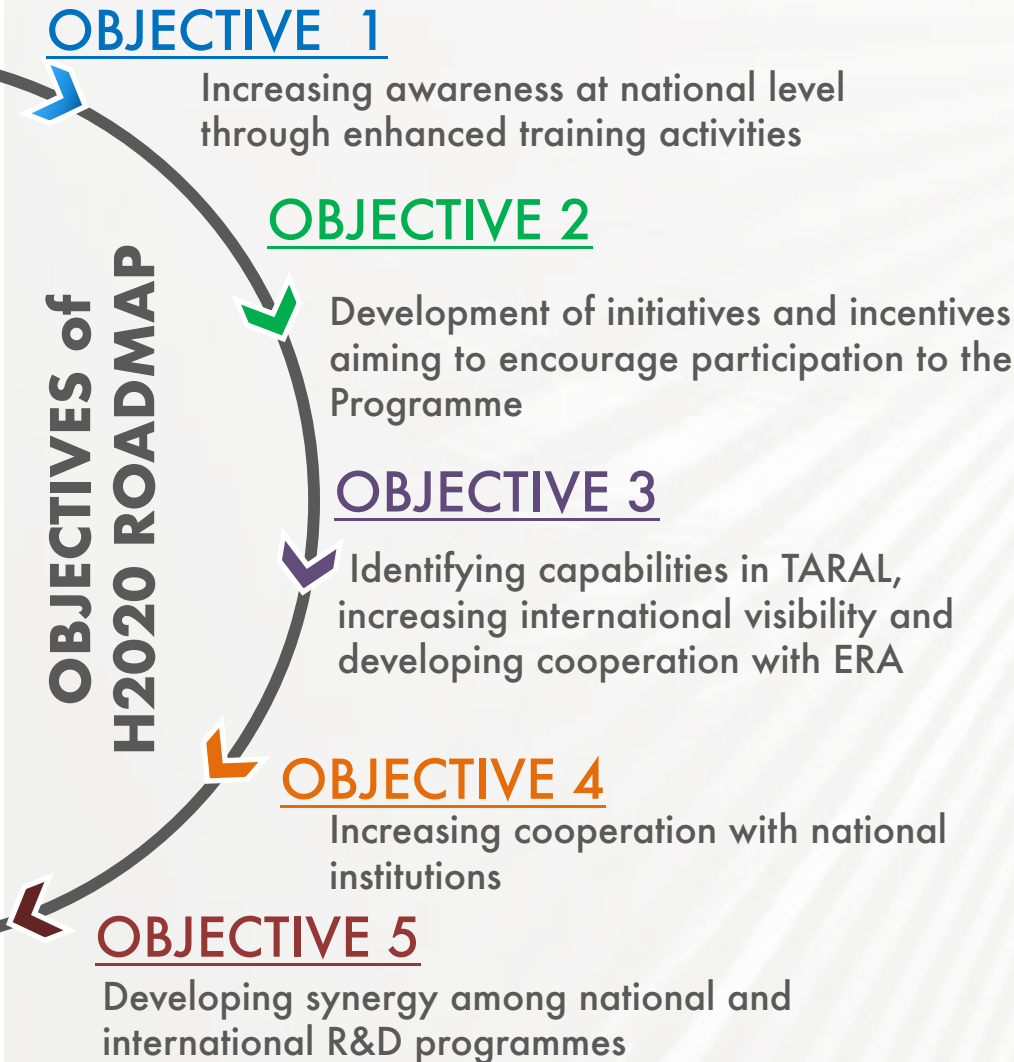 OBJECTIVES of
H2020 ROADMAP
OBJECTIVE 1
Increasing awareness at national level
through enhanced training activities
OBJECTIVE 2
Development of initiatives and incentives
aiming to encourage participation to the
Programme
OBJECTIVE 3
Identifying capabilities in TARAL,
increasing international visibility and
developing cooperation with ERA
OBJECTIVE 4
Increasing cooperation with national
institutions
OBJECTIVE 5
Developing synergy among national and
international R&D programmes